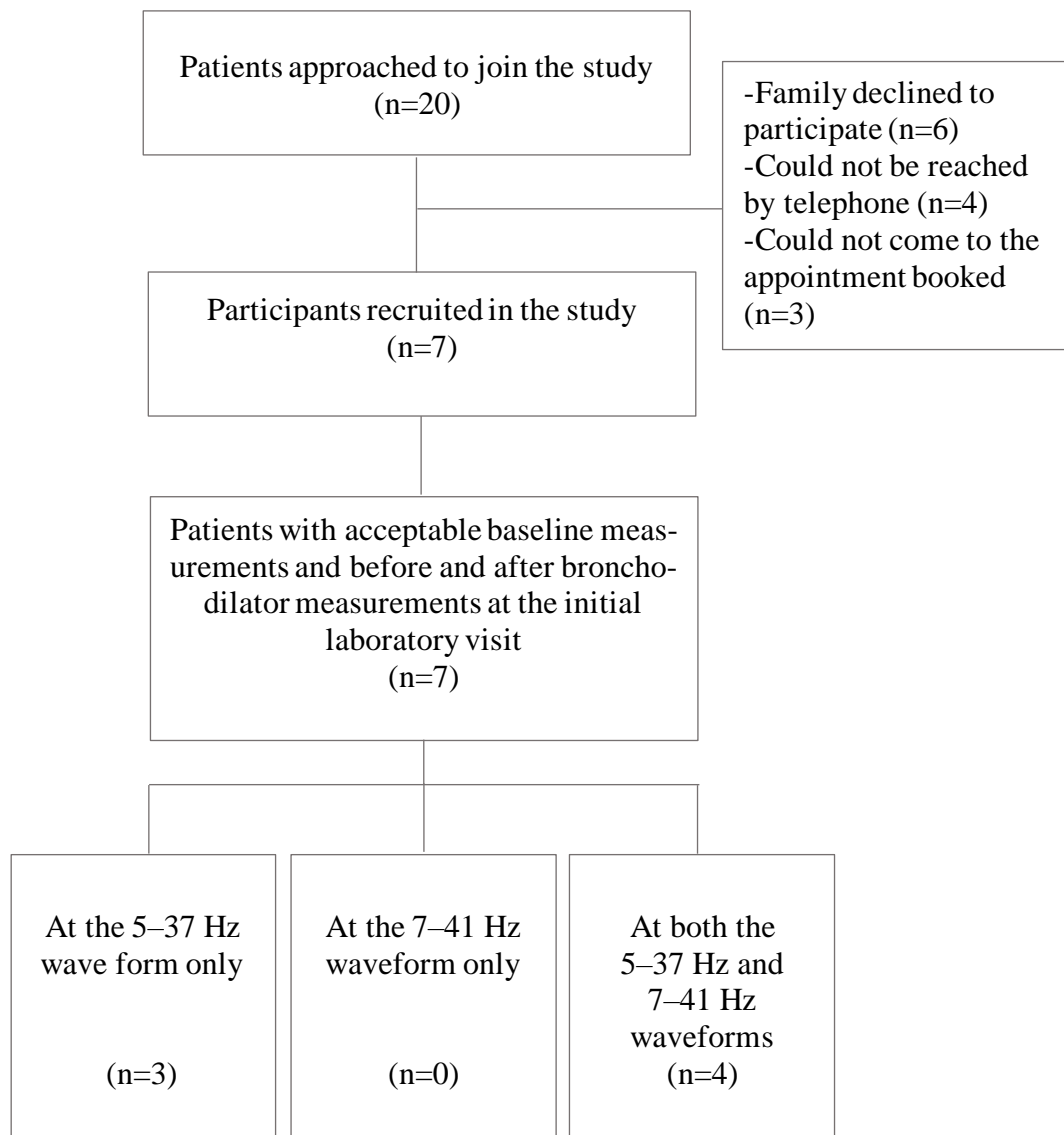 Patients approached to join the study
(n=20)
-Family declined to
participate (n=6)
-Could not be reached
by telephone (n=4)
-Could not come to the
appointment booked
(n=3)
Participants recruited in the study
(n=7)
Patients with acceptable baseline meas-
urements and before and after broncho-
dilator measurements at the initial
laboratory visit
(n=7)
At the 5–37 Hz
wave form only
(n=3)
At the 7–41 Hz
waveform only
(n=0)
At both the
5–37 Hz and
7–41 Hz
waveforms
(n=4)